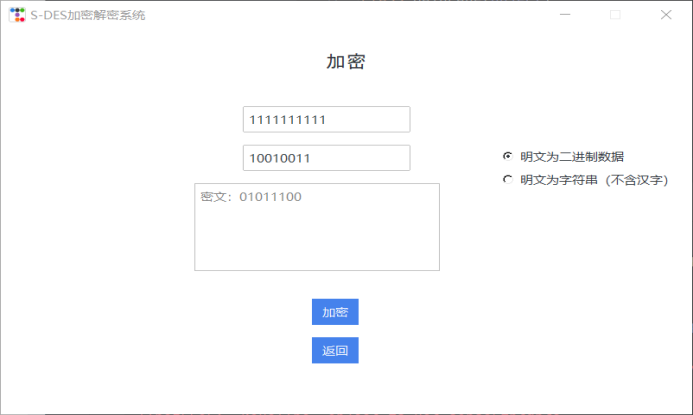 S-DES加密解密系统
加密
1111111111
10010011
明文为二进制数据
明文为字符串（不含汉字）
密文：01011100
加密
返回